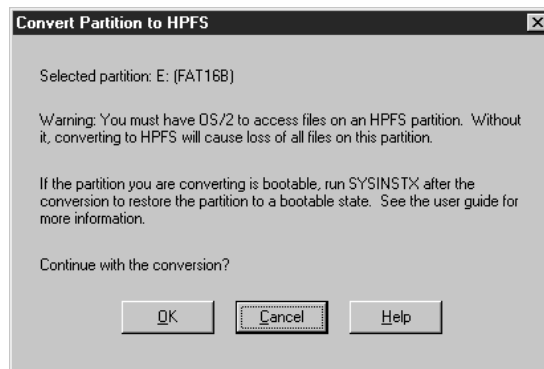 Convert Partition to HPFS
Selected partition: E: (FAT16B)
Warning: You must have OS/2 to access files on an HPFS partition. Without
it, converting to HPFS will cause loss of all files on this partition.
If the partition you are converting is bootable, run SYSINSTX after the
conversion to restore the partition to a bootable state. See the user guide for
more information.
Continue with the conversion?
OK Cancel Help